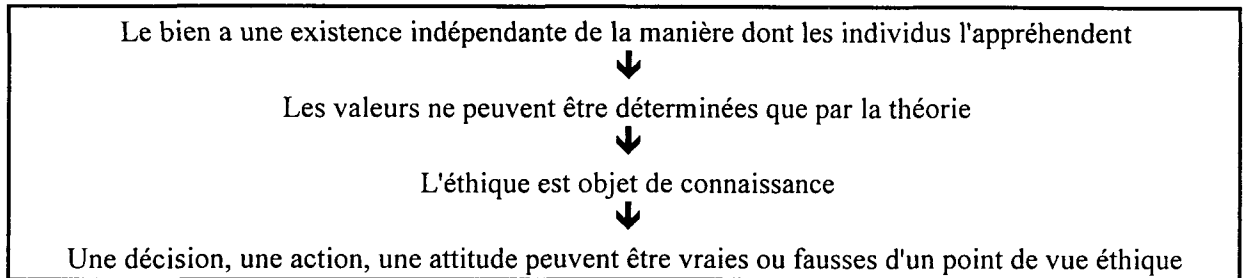 Le bien a une existence indépendante de la manière dont les individus l'appréhendent
Les valeurs ne peuvent être déterminées que par la théorie
L'éthique est objet de connaissance
Une décision, une action, une attitude peuvent être vraies ou fausses d'un point de vue éthique